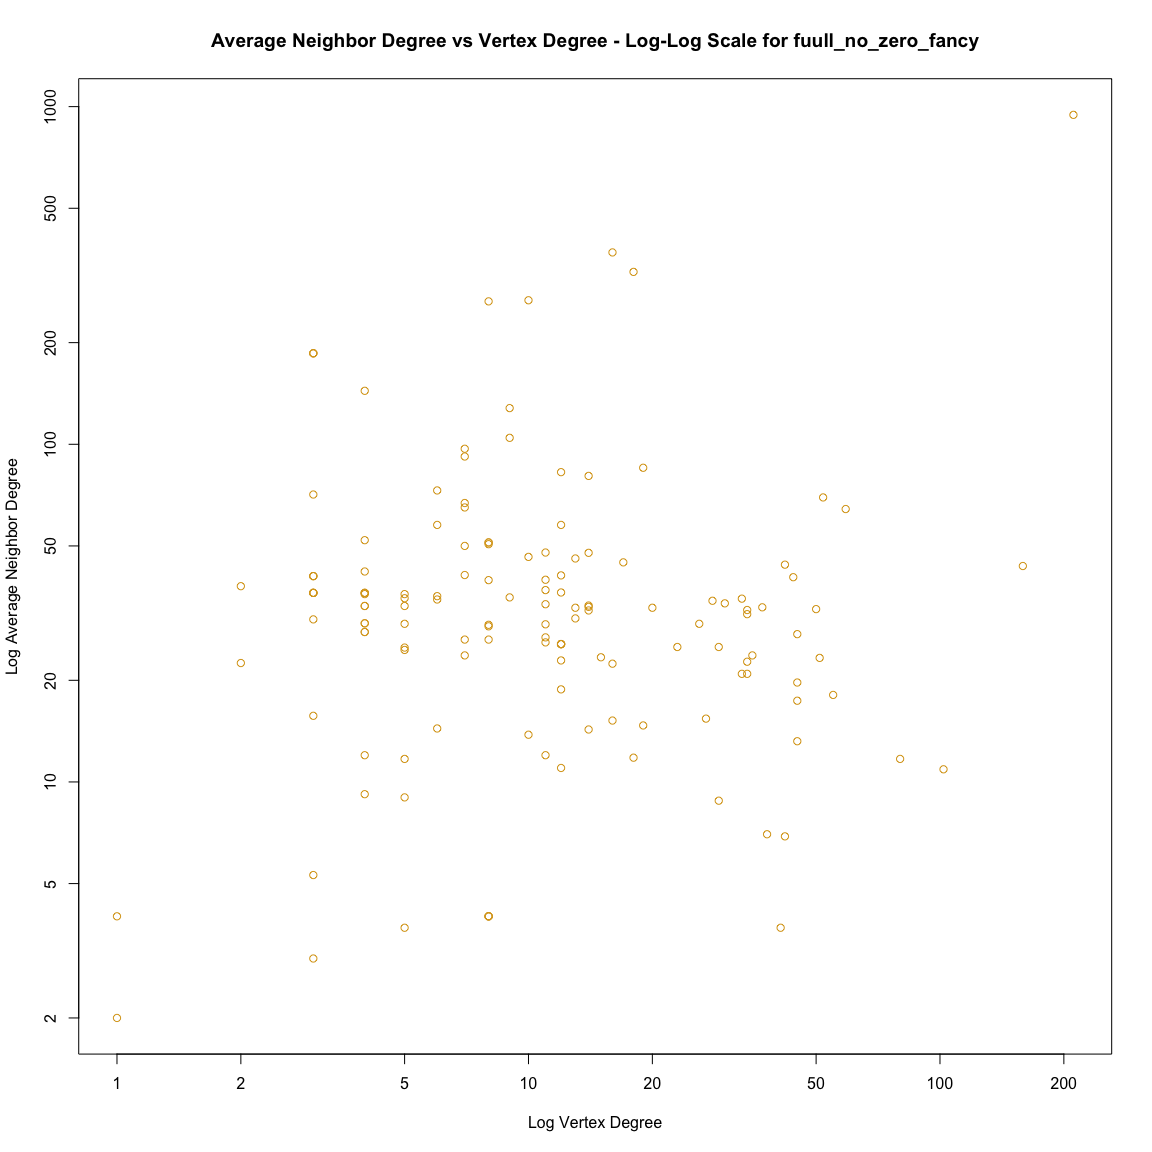 Average Neighbor Degree vs Vertex Degree - Log-Log Scale for fuull_no_zero_fancy
1000
500
200
100
50
20
10
5
2
Log Average Neighbor Degree
1 2 5 10 20 50 100 200
Log Vertex Degree